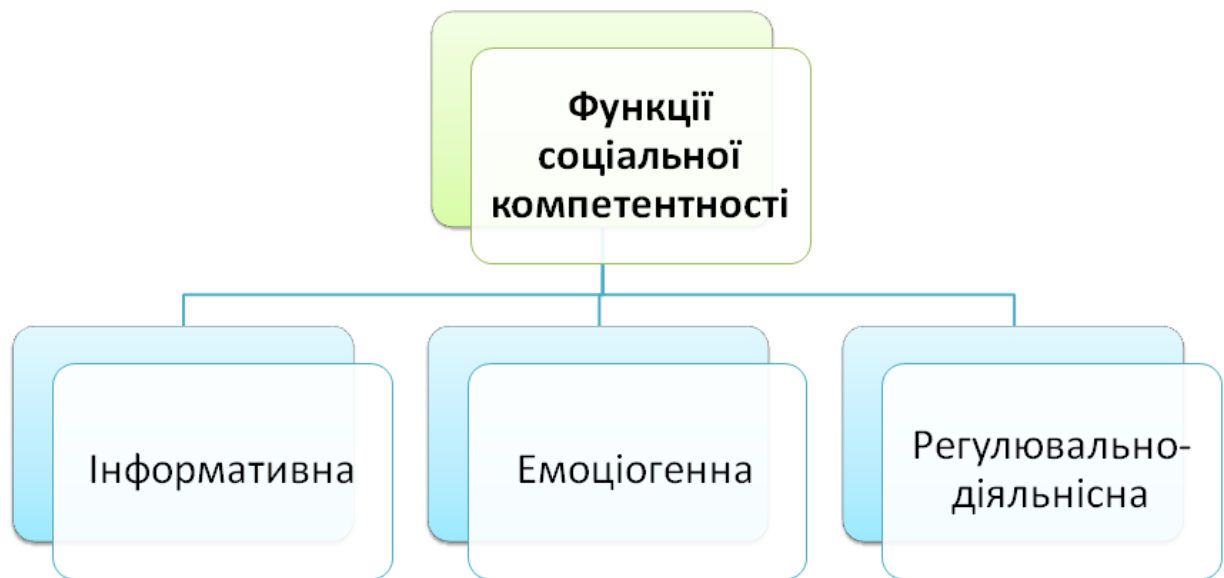 Функції
соціальної
компетентності
Інформативна
Емоціогенна
Регулювально-
діяльнісна